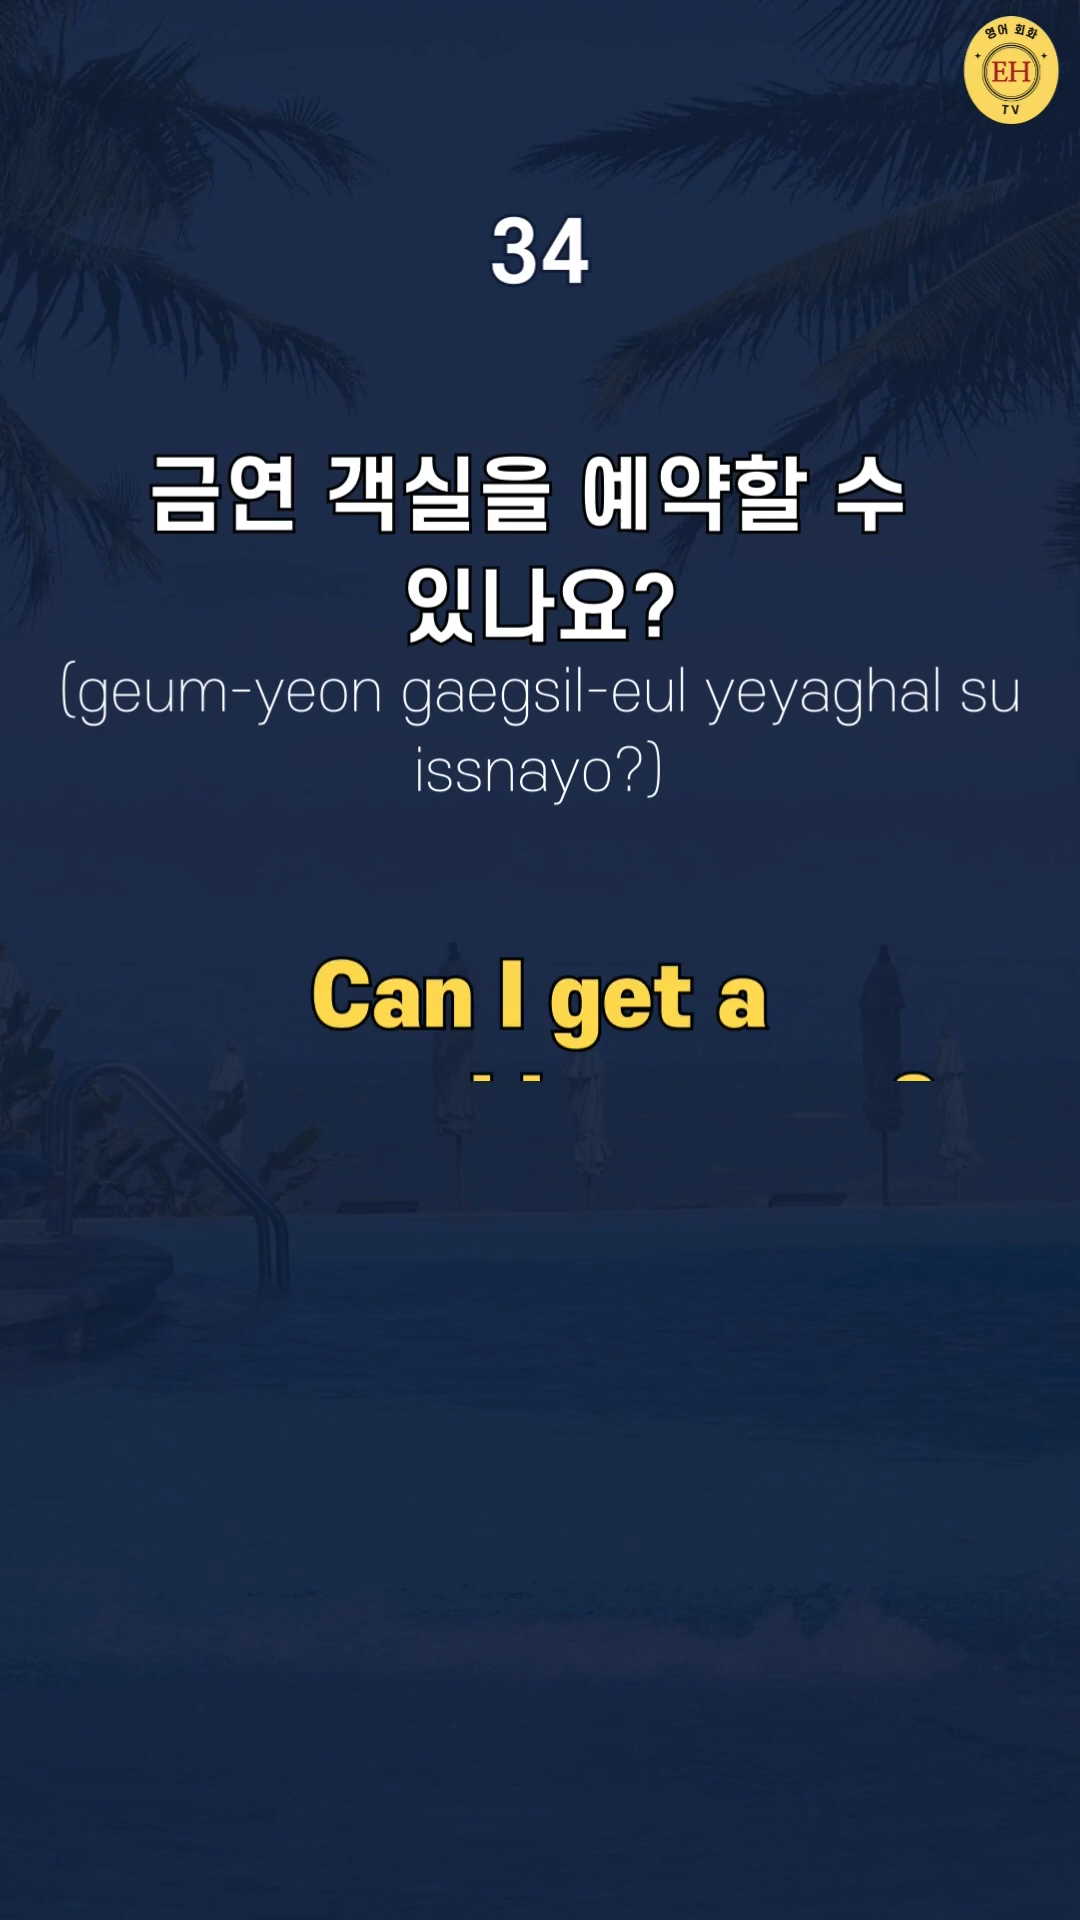 영어 회화
EH
TV
34
금연 객실을 예약할 수
있나요?
(geum-yeon gaegsil-eul yeyaghal su
issnayo?)
Can I get a